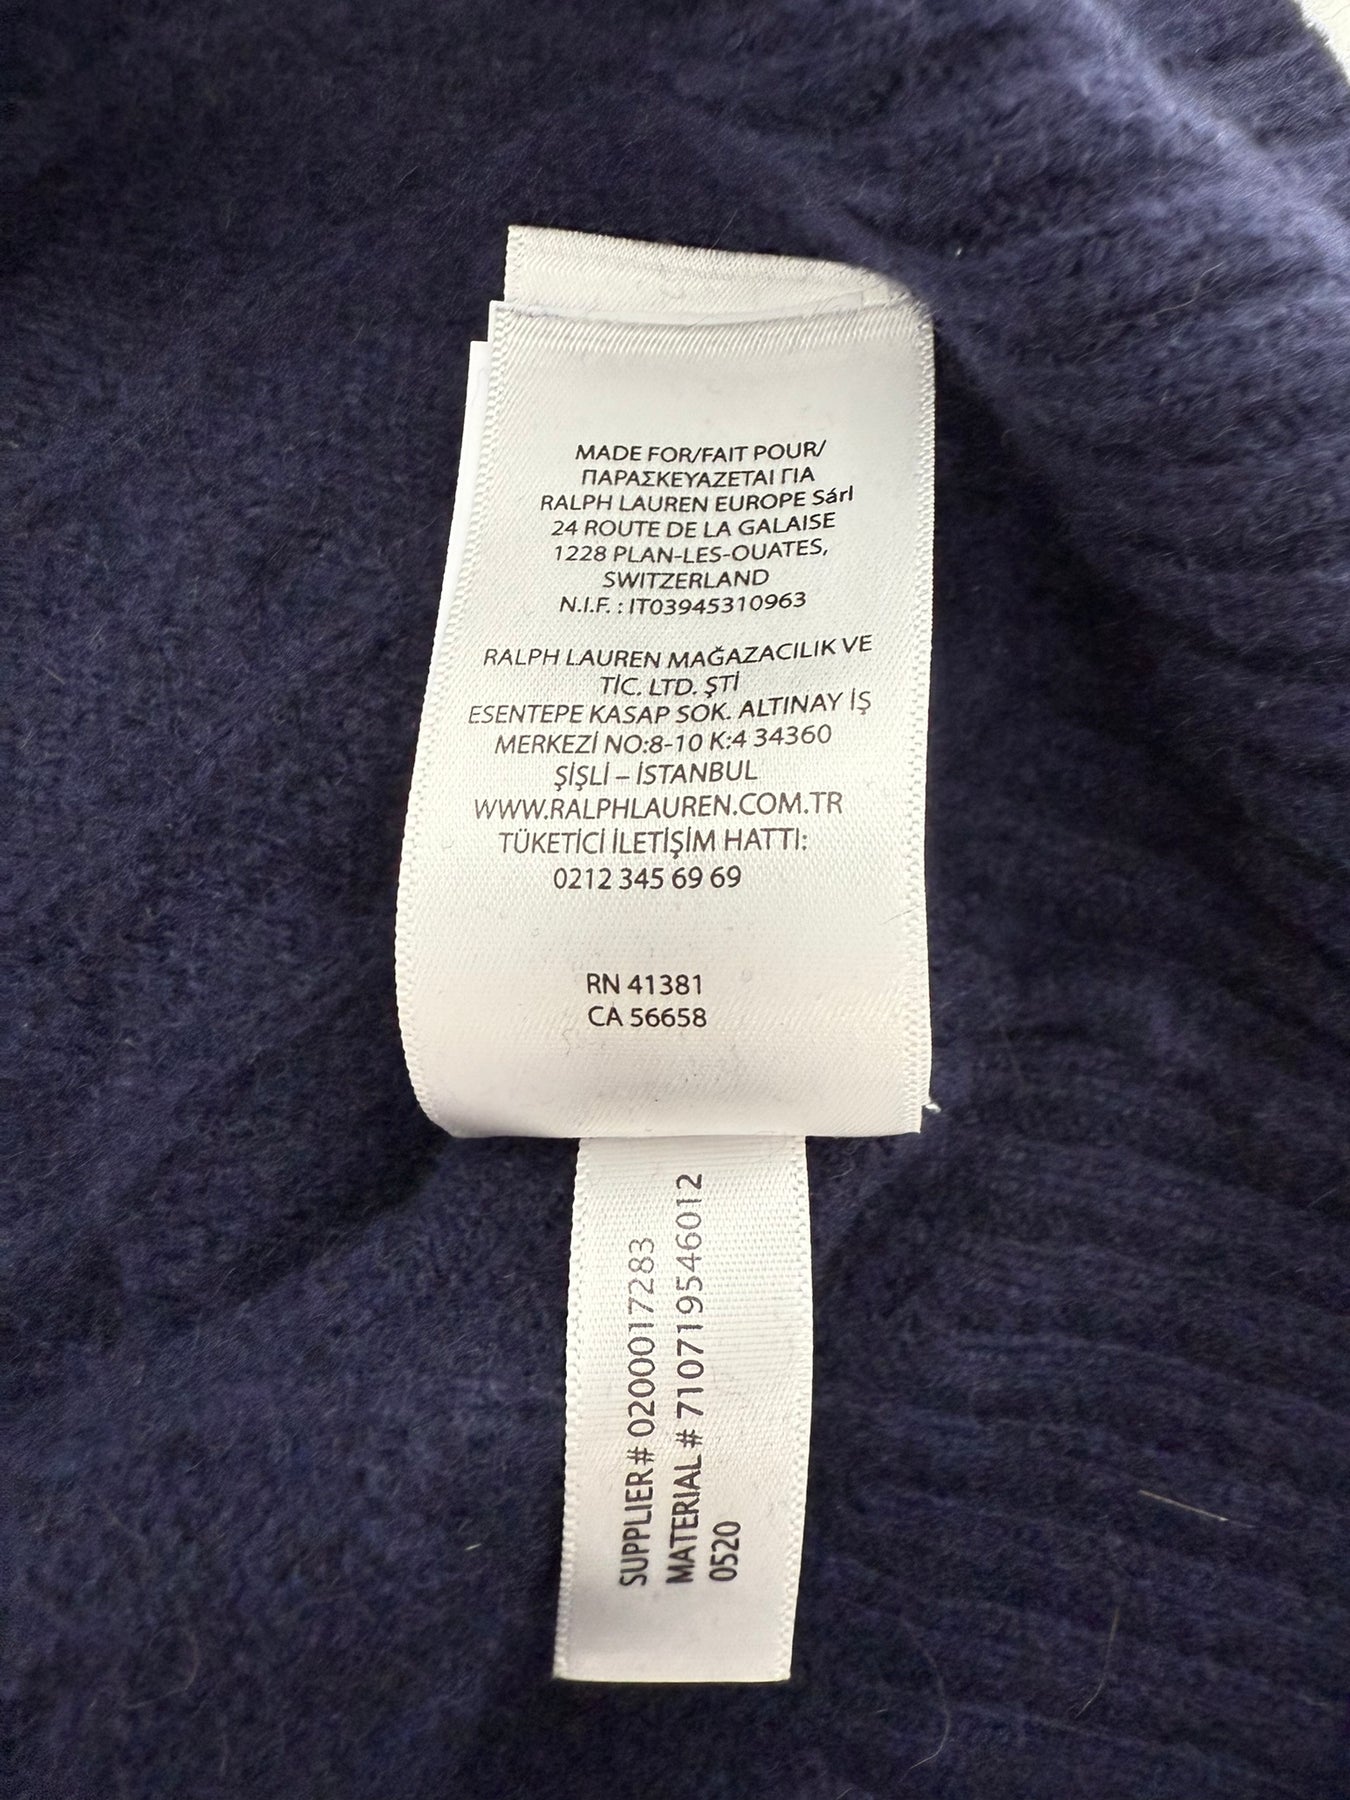 MADE FOR/FAIT POUR/
ΠΑΡΑΣΚΕΥΑΖΕΤΑΙ ΓΙΑ
RALPH LAUREN EUROPE Sárl
24 ROUTE DE LA GALAISE
1228 PLAN-LES-OUATES,
SWITZERLAND
N.I.F. : IT03945310963
RALPH LAUREN MAĞAZACILIK VE
TİC. LTD. ŞTİ
ESENTEPE KASAP SOK. ALTINAY İŞ
MERKEZİ NO:8-10 K:4 34360
ŞİŞLİ – İSTANBUL
WWW.RALPHLAUREN.COM.TR
TÜKETİCİ İLETİŞİM HATTI:
0212 345 69 69
RN 41381
CA 56658
SUPPLIER# 0200017283
MATERIAL # 710719546012
0520